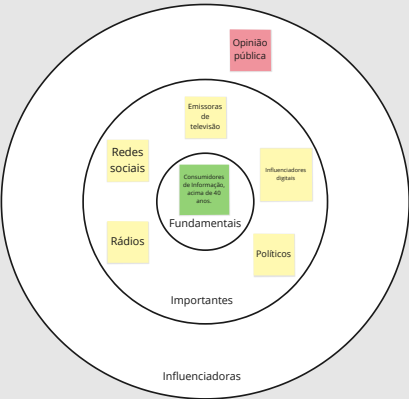 Opinião
pública
Emissoras
de
televisão
Redes
sociais
Influenciadores
digitais
Consumidores
de Informação,
acima de 40
anos.
Fundamentais
Rádios
Políticos
Importantes
Influenciadoras